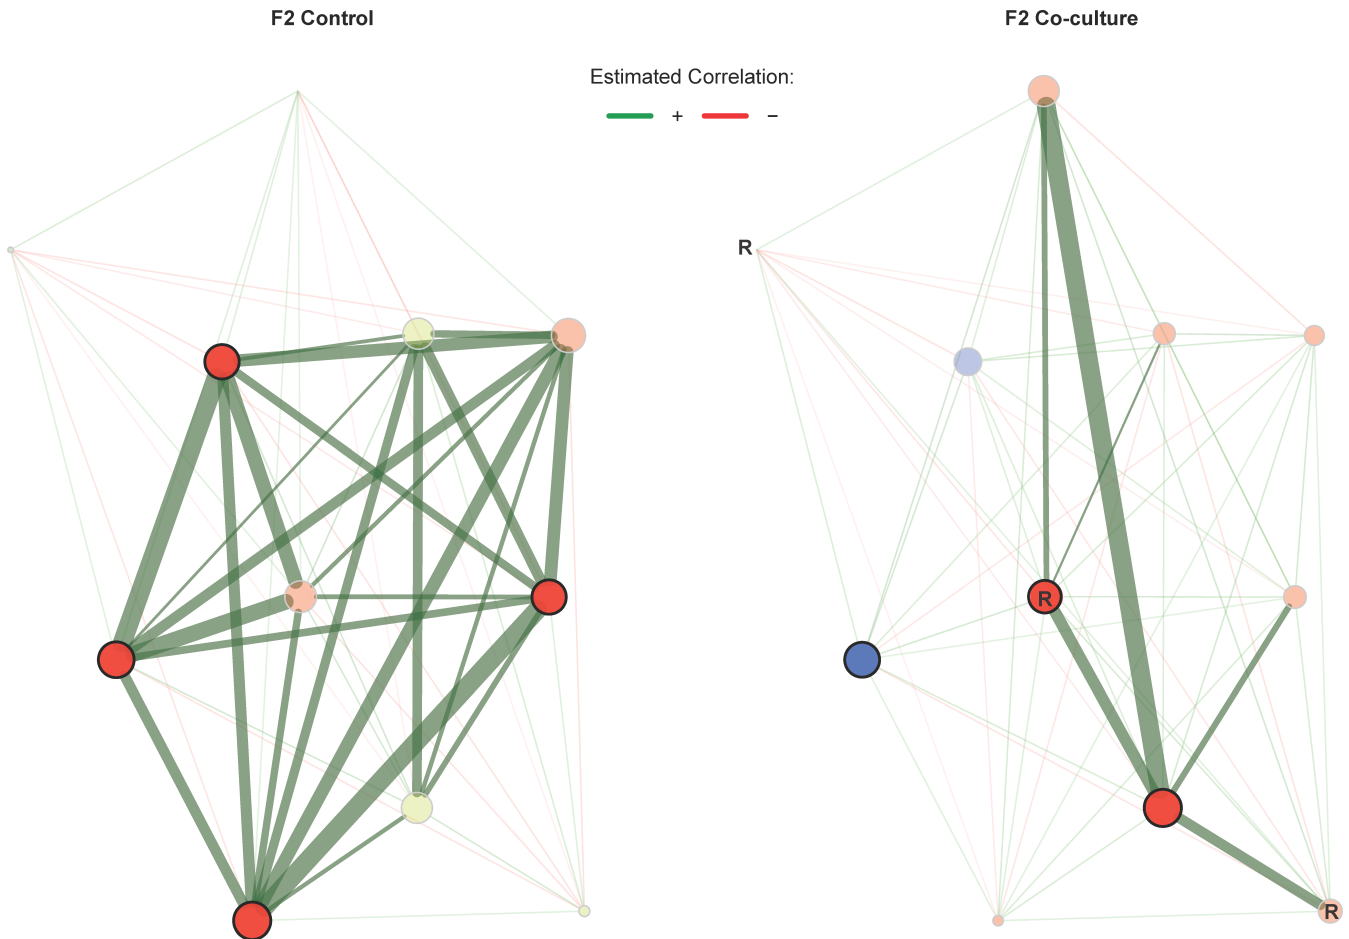 F2 Control
F2 Co-culture
Estimated Correlation:
+ −
R
R
R